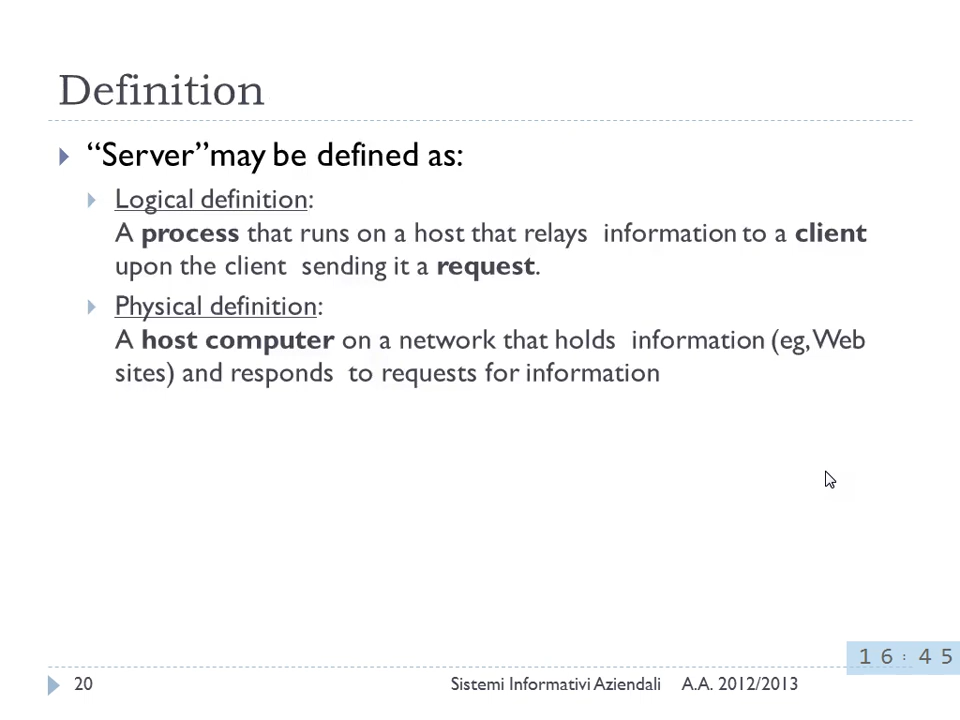 Definition
“Server”may be defined as:
Logical definition:
A process that runs on a host that relays information to a client
upon the client sending it a request.
Physical definition:
A host computer on a network that holds information (eg, Web
sites) and responds to requests for information
16:45
20 Sistemi Informativi Aziendali A.A. 2012/2013